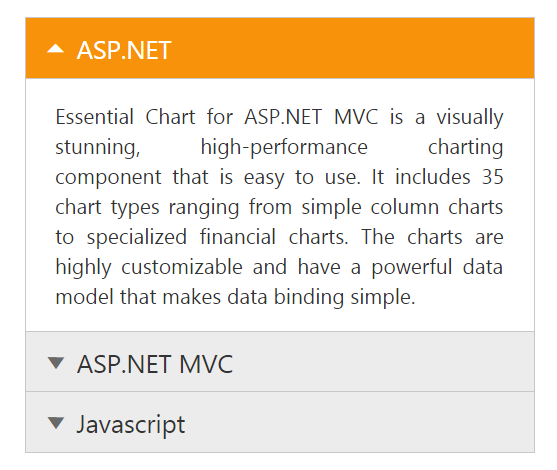 ASP.NET
Essential Chart for ASP.NET MVC is a visually
stunning, high-performance charting
component that is easy to use. It includes 35
chart types ranging from simple column charts
to specialized financial charts. The charts are
highly customizable and have a powerful data
model that makes data binding simple.
ASP.NET MVC
Javascript